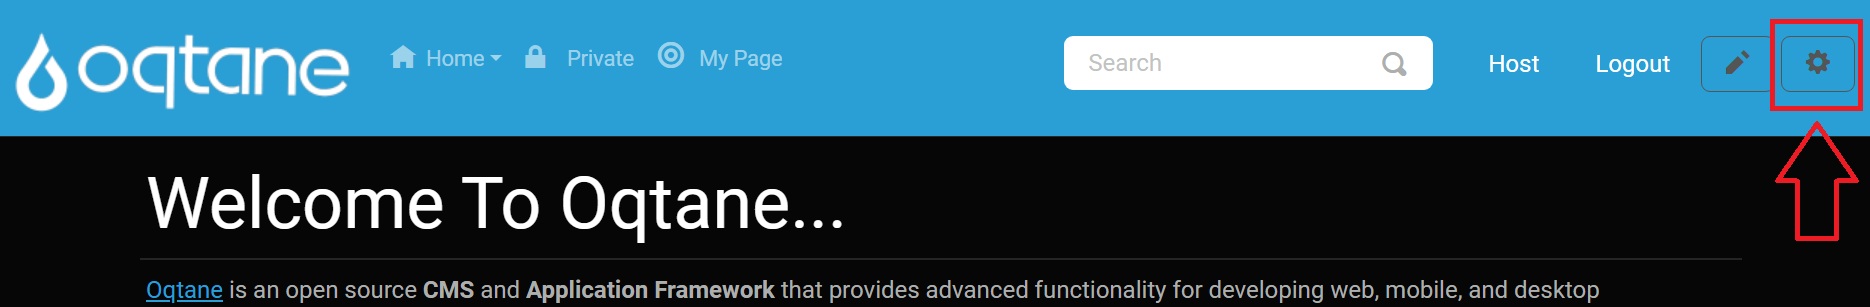 oqtane
Home
Private
My Page
Search
Host
Logout
Welcome To Oqtane...
Oqtane is an open source CMS and Application Framework that provides advanced functionality for developing web, mobile, and desktop